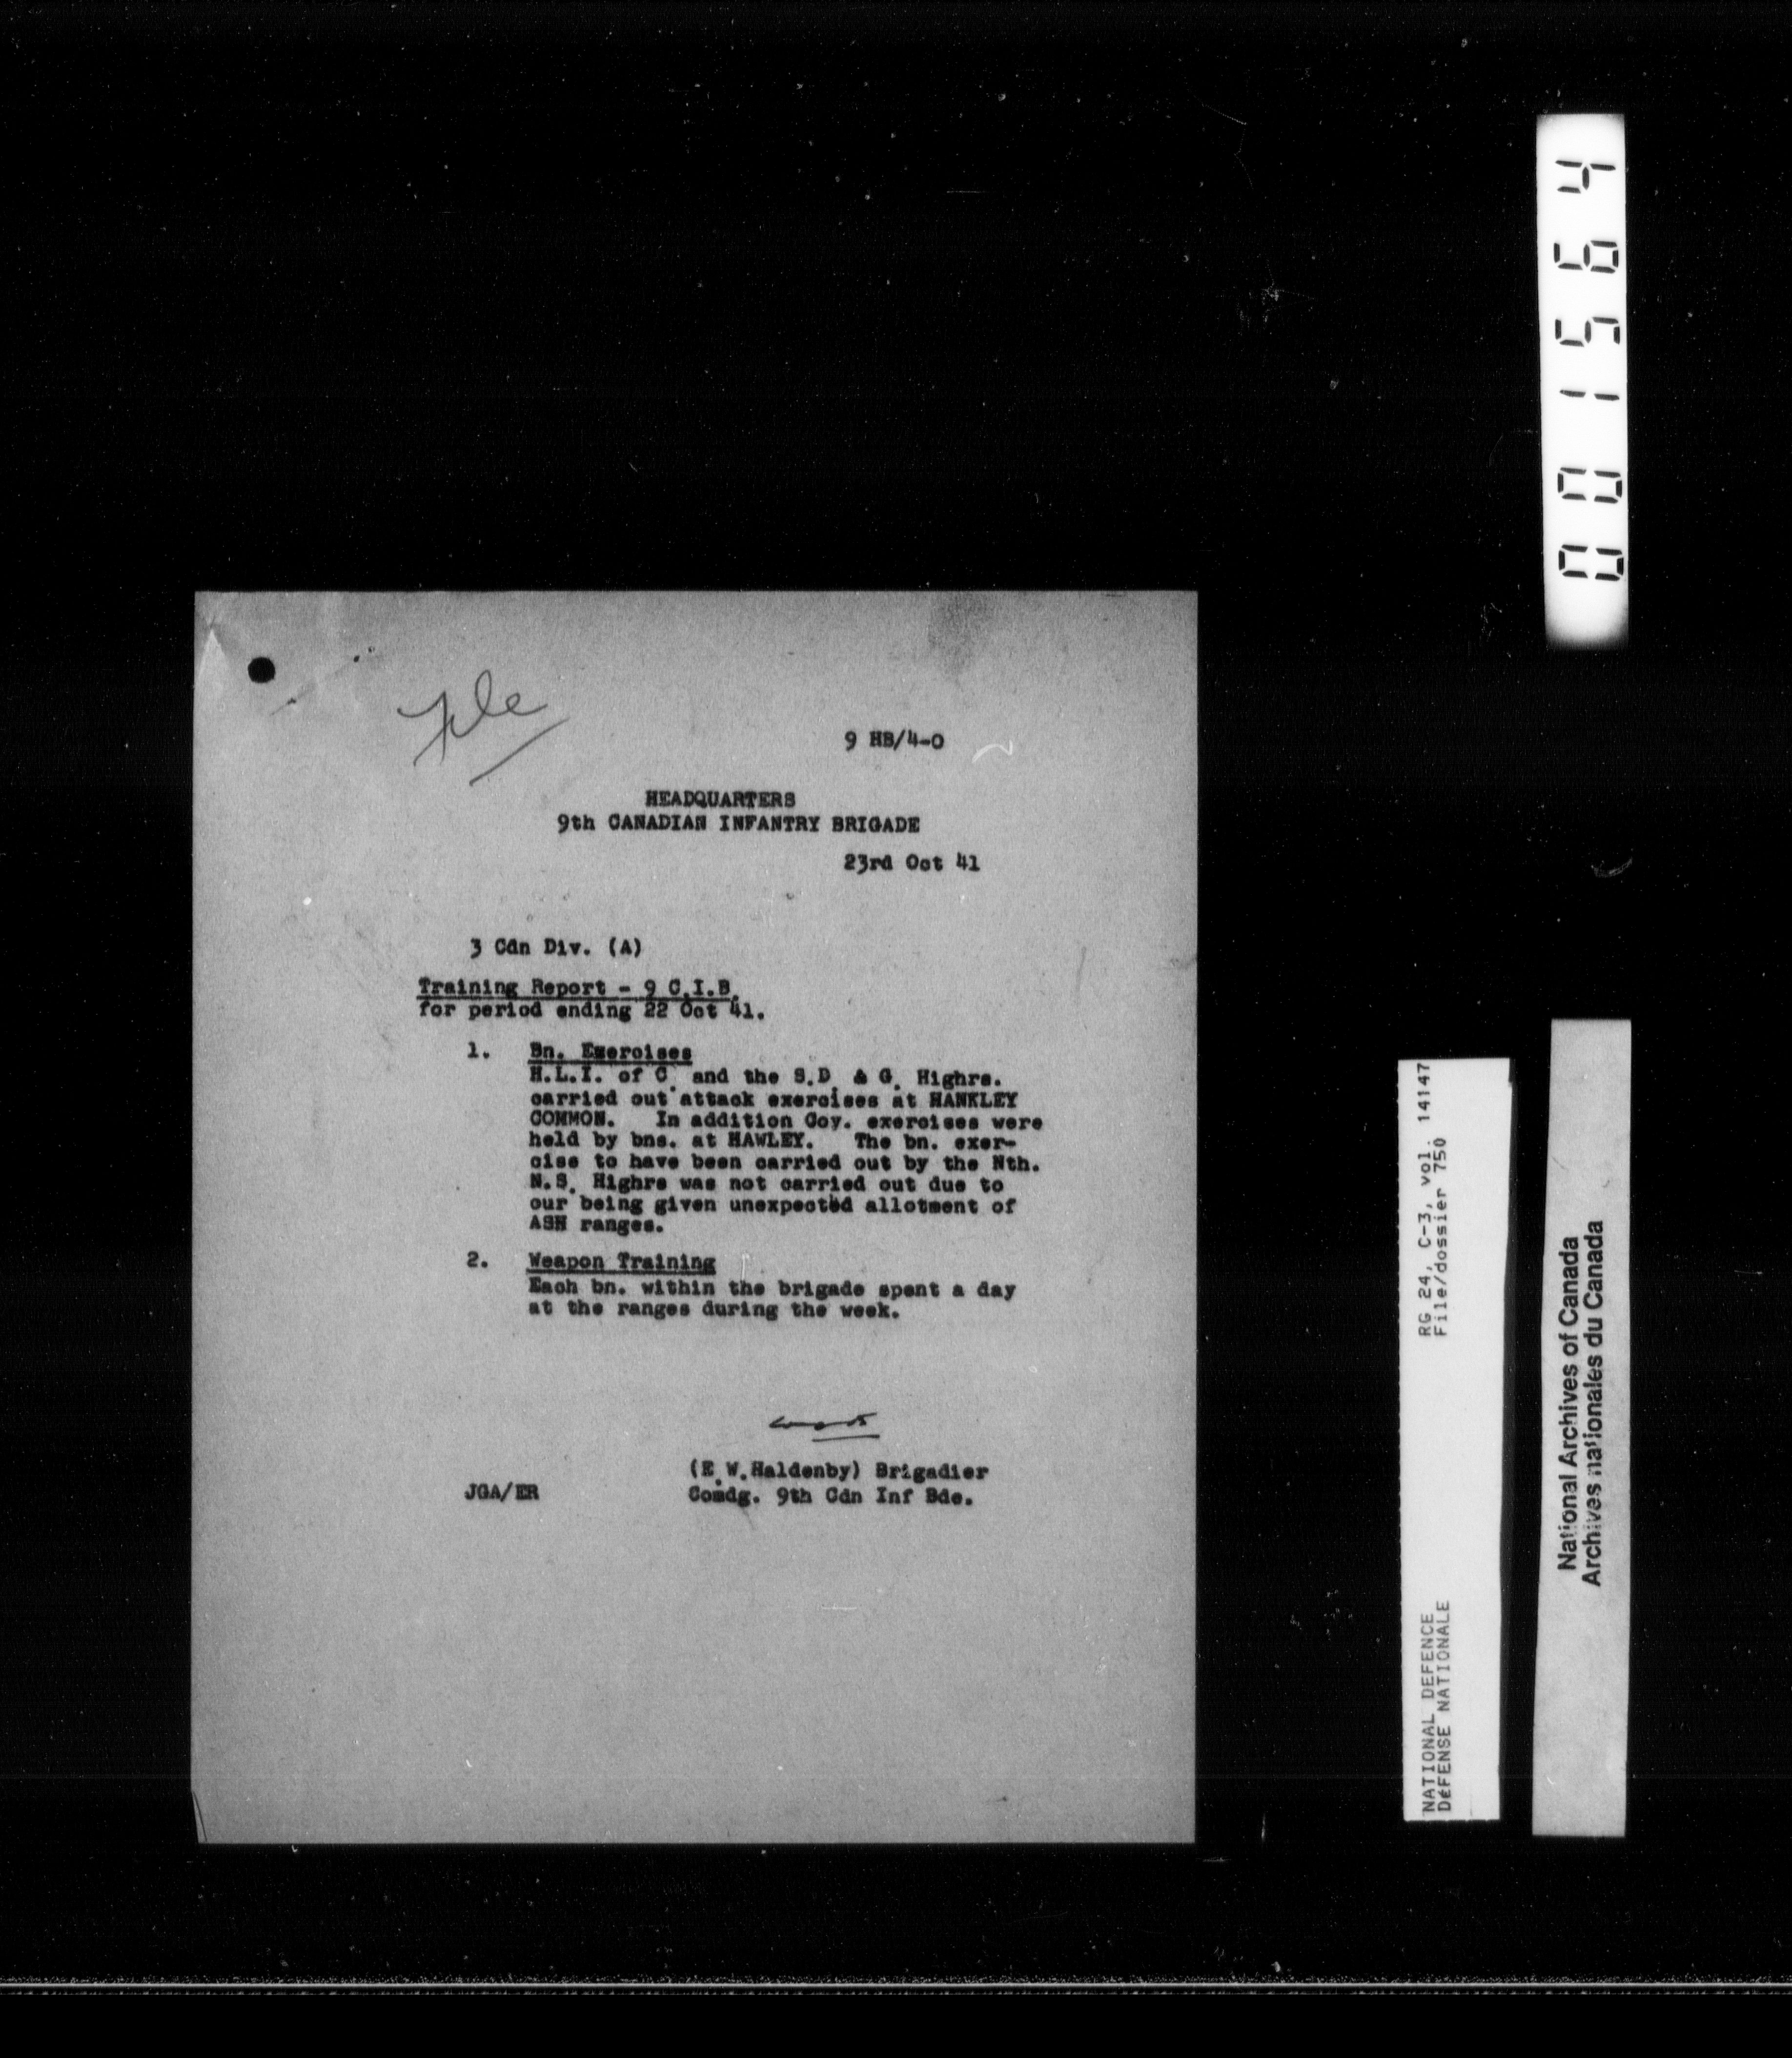 File
9 HB/4-0
HEADQUARTERS
9th CANADIAN INFANTRY BRIGADE
23rd Oct 41
3 Cdn Div. (A)
Training Report - 9 C.I.B.
for period ending 22 Oct 41.
1. Bn. Exercises
H.L.I. of C. and the S.D. & G. Highrs.
carried out attack exercises at HANKLEY
COMMON. In addition Coy. exercises were
held by bns. at HAWLEY. The bn. exer-
cise to have been carried out by the Nth.
N.S. Highrs was not carried out due to
our being given unexpected allotment of
ASH ranges.
2. Weapon Training
Each bn. within the brigade spent a day
at the ranges during the week.
(E.W.Haldenby) Brigadier
JGA/ER Comdg. 9th Cdn Inf Bde.
001564
NATIONAL DEFENCE RG 24, C-3, vol. 14147
DéFENSE NATIONALE File/dossier 750
National Archives of Canada
Archives nationales du Canada